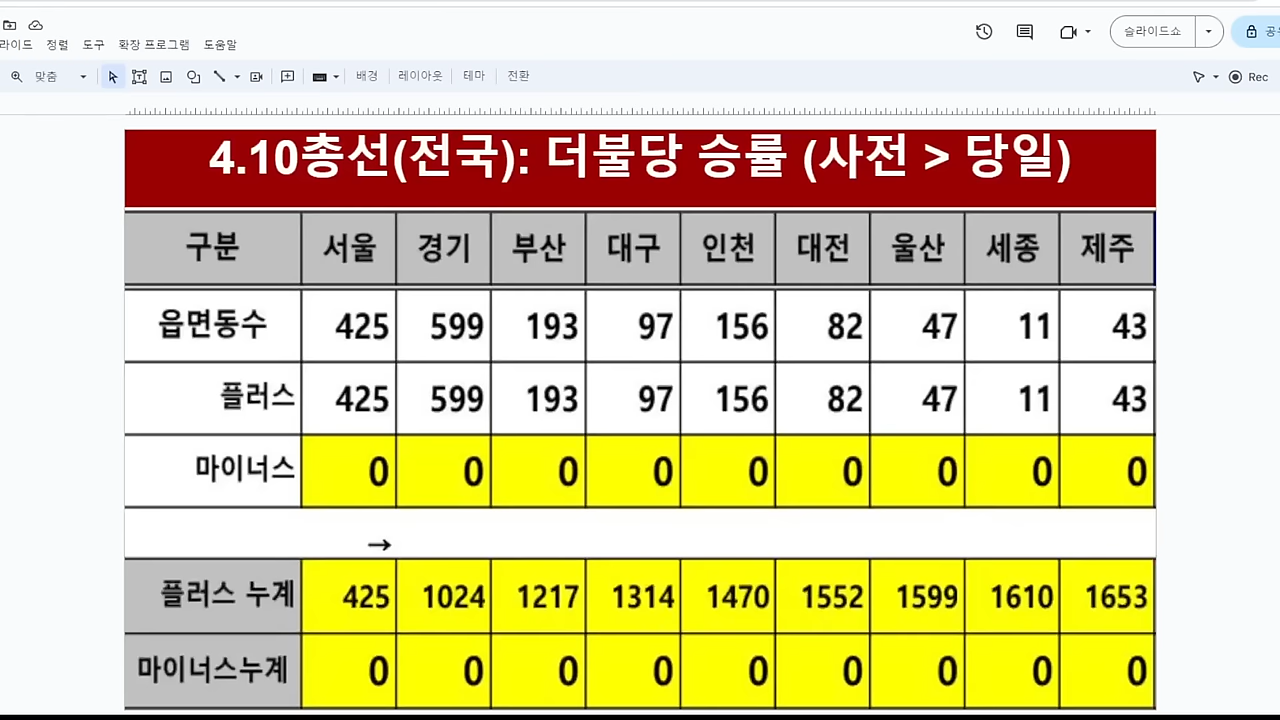 라이드 정렬 도구 확장 프로그램 도움말
슬라이드쇼
맞춤 배경 레이아웃 테마 전환 Rec
4.10총선(전국): 더불당 승률 (사전 > 당일)
구분 서울 경기 부산 대구 인천 대전 울산 세종 제주
읍면동수 425 599 193 97 156 82 47 11 43
플러스 425 599 193 97 156 82 47 11 43
마이너스 0 0 0 0 0 0 0 0 0
→
플러스 누계 425 1024 1217 1314 1470 1552 1599 1610 1653
마이너스누계 0 0 0 0 0 0 0 0 0